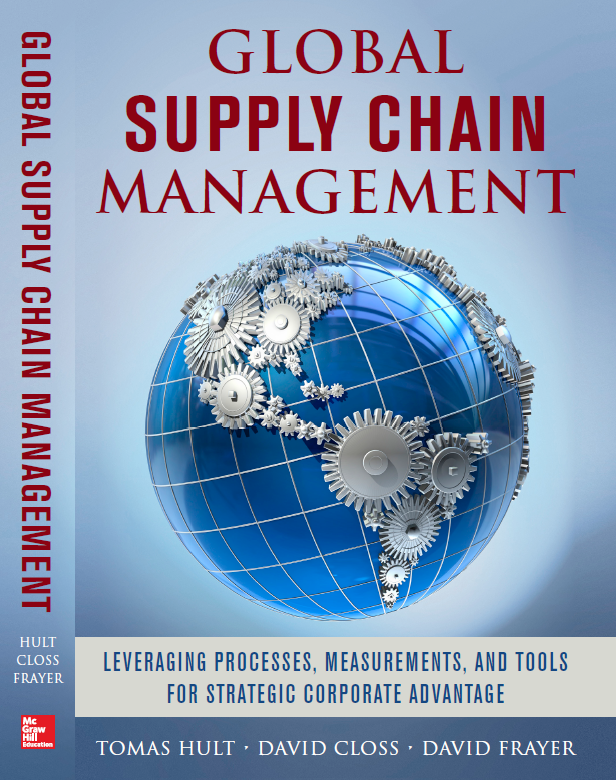 GLOBAL SUPPLY CHAIN MANAGEMENT
HULT
CLOSS
FRAYER
Mc
Graw
Hill
Education
GLOBAL
SUPPLY CHAIN
MANAGEMENT
LEVERAGING PROCESSES, MEASUREMENTS, AND TOOLS
FOR STRATEGIC CORPORATE ADVANTAGE
TOMAS HULT · DAVID CLOSS · DAVID FRAYER